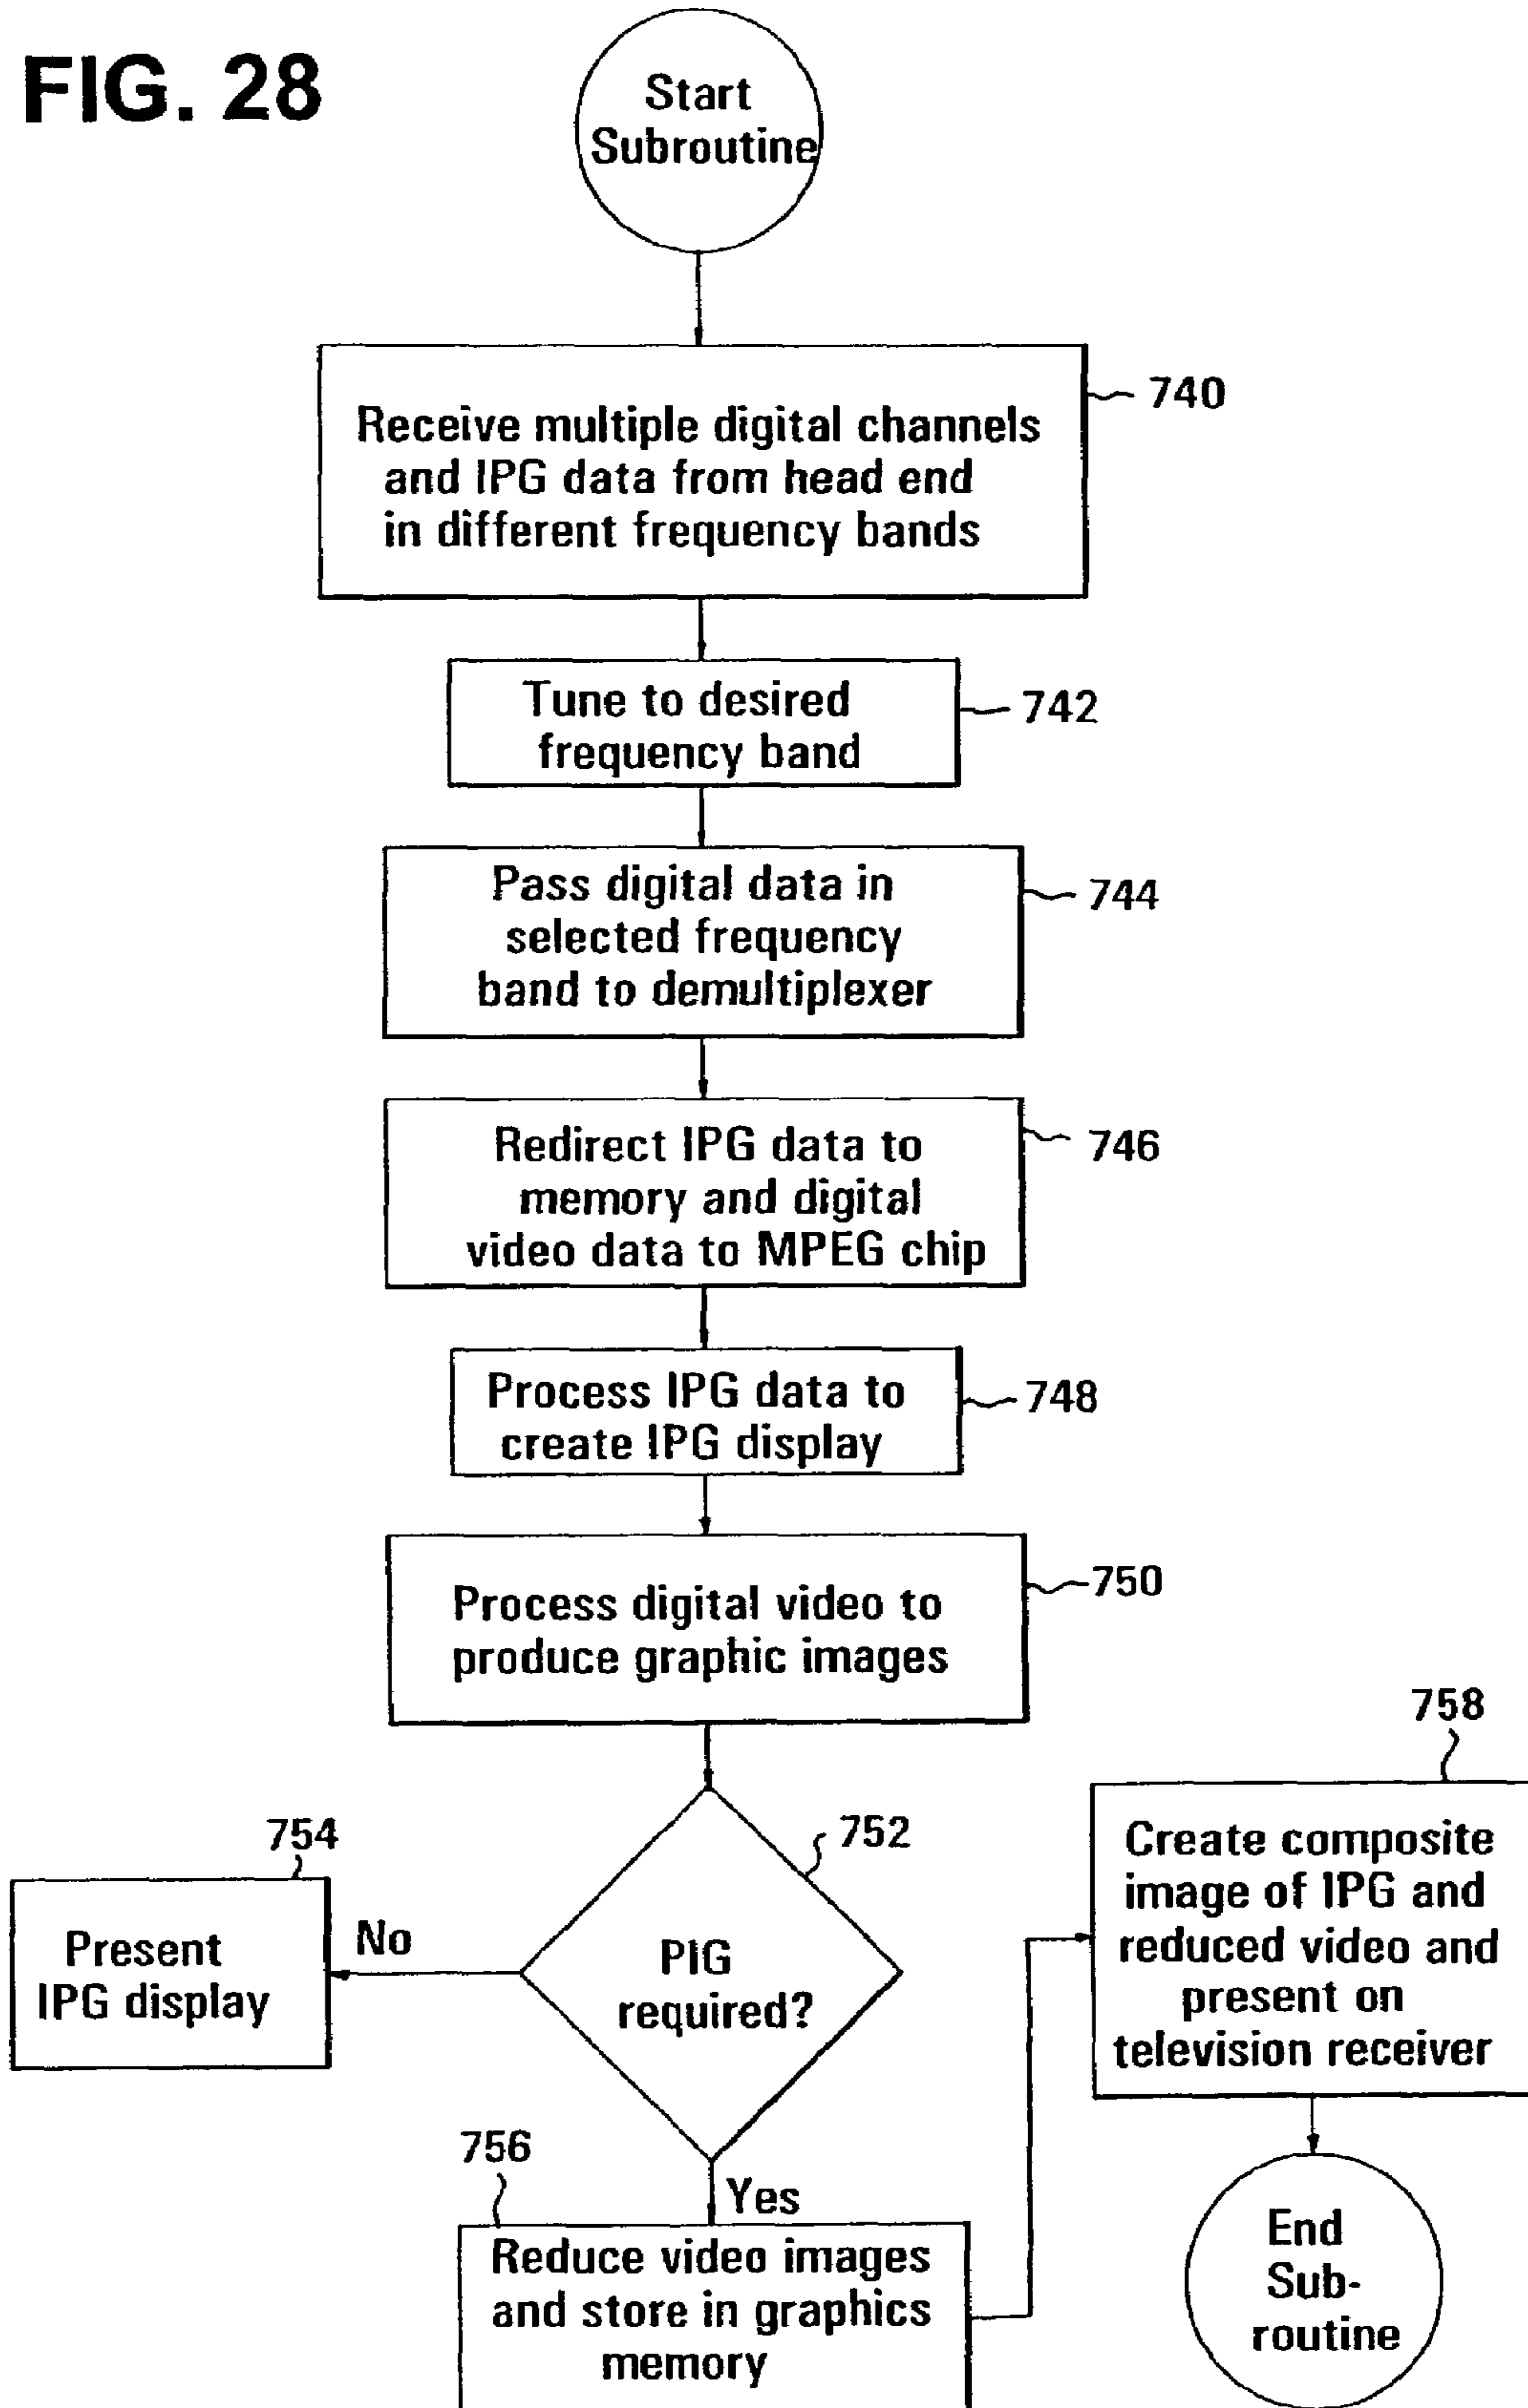 FIG. 28
Start
Subroutine
Receive multiple digital channels
and IPG data from head end
in different frequency bands
740
Tune to desired
frequency band
742
Pass digital data in
selected frequency
band to demultiplexer
744
Redirect IPG data to
memory and digital
video data to MPEG chip
746
Process IPG data to
create IPG display
748
Process digital video to
produce graphic images
750
PIG
required?
752
No
754
Present
IPG display
Yes
756
Reduce video images
and store in graphics
memory
758
Create composite
image of IPG and
reduced video and
present on
television receiver
End
Sub-
routine